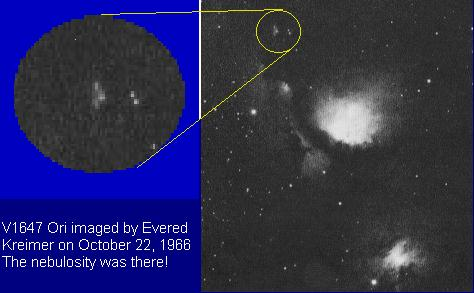 V1647 Ori imaged by Evered
Kreimer on October 22, 1966
The nebulosity was there!